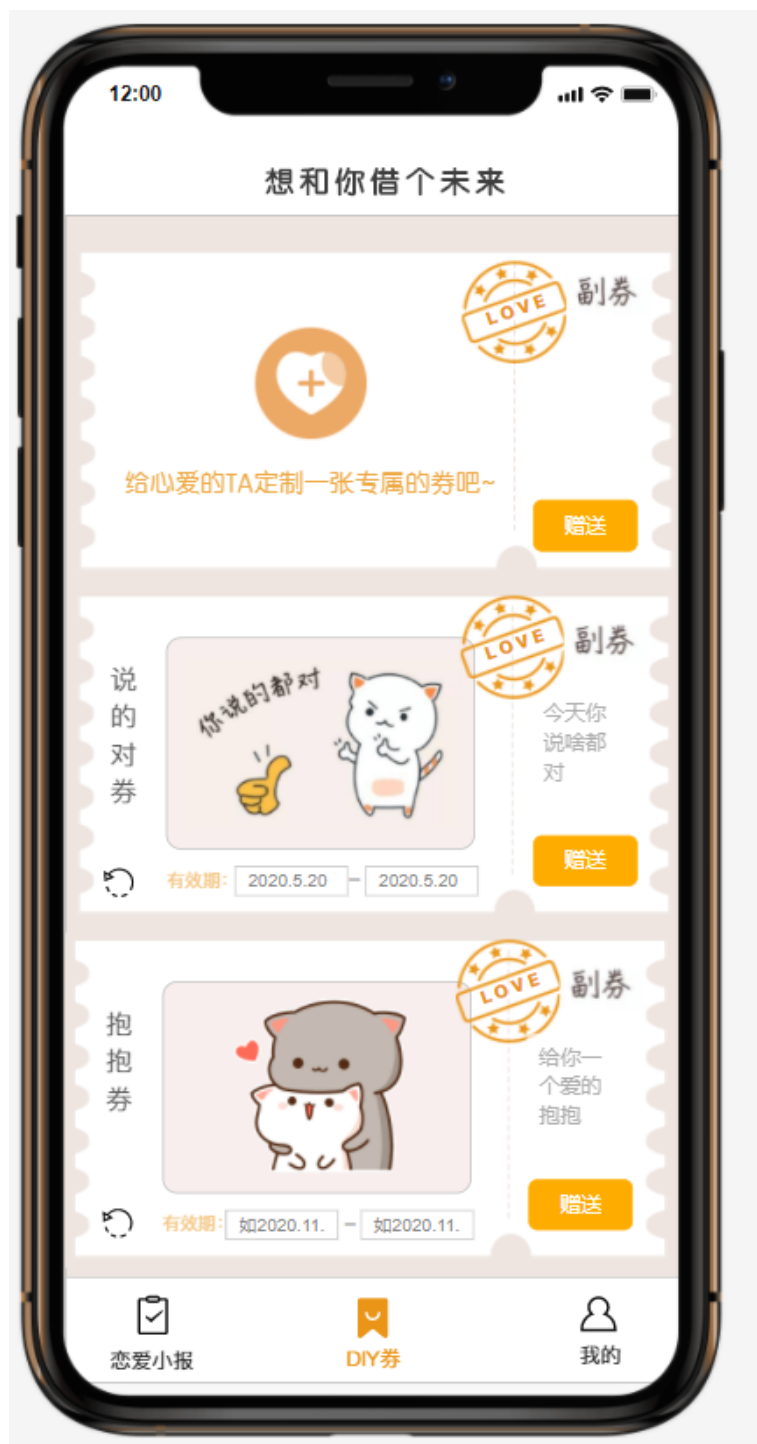 12:00
想和你借个未来
LOVE
副券
给心爱的TA定制一张专属的券吧~
赠送
说的对券
你说的都对
LOVE
副券
今天你
说啥都
对
有效期: 2020.5.20 - 2020.5.20
赠送
抱抱券
LOVE
副券
给你一
个爱的
抱抱
有效期: 如2020.11. - 如2020.11.
赠送
恋爱小报
DIY券
我的